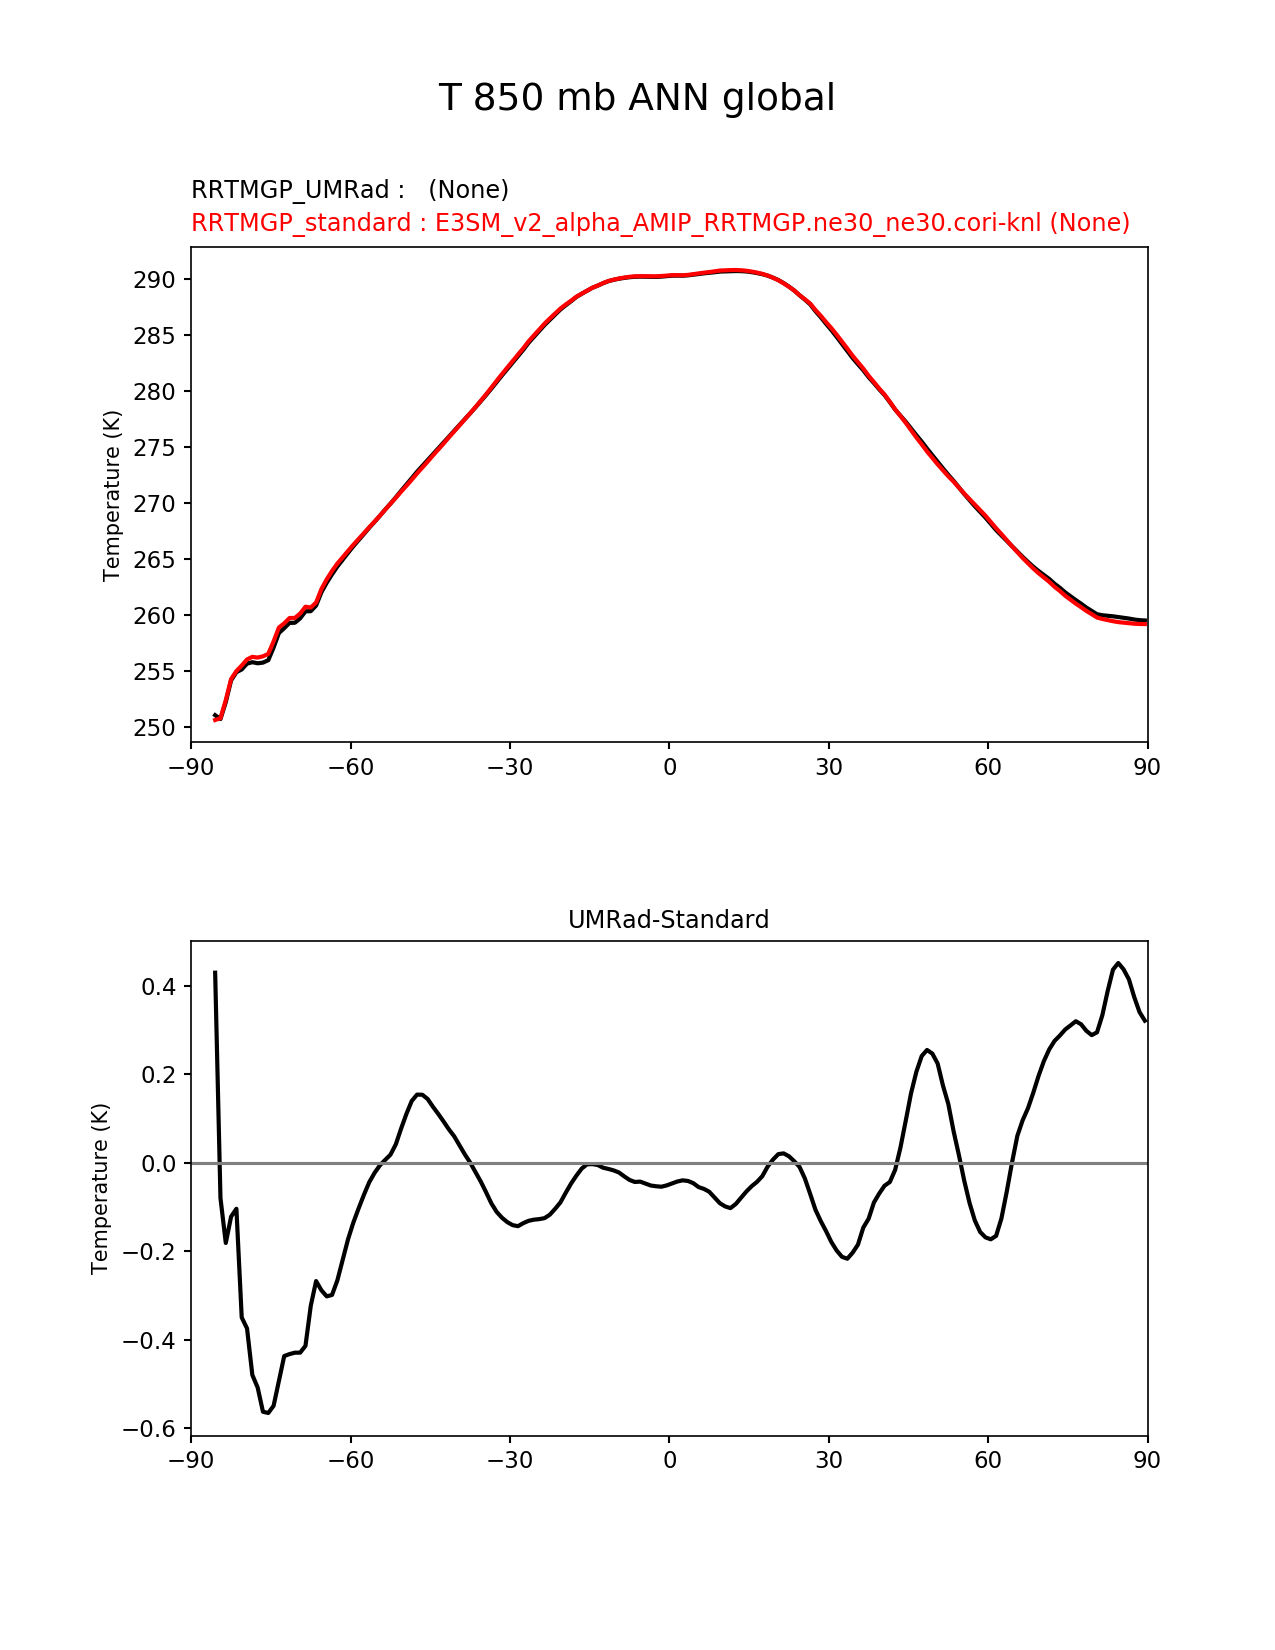 T 850 mb ANN global
RRTMGP_UMRad :   (None)
RRTMGP_standard : E3SM_v2_alpha_AMIP_RRTMGP.ne30_ne30.cori-knl (None)
Temperature (K)
290
285
280
275
270
265
260
255
250
−90 −60 −30 0 30 60 90
UMRad-Standard
Temperature (K)
0.4
0.2
0.0
−0.2
−0.4
−0.6
−90 −60 −30 0 30 60 90